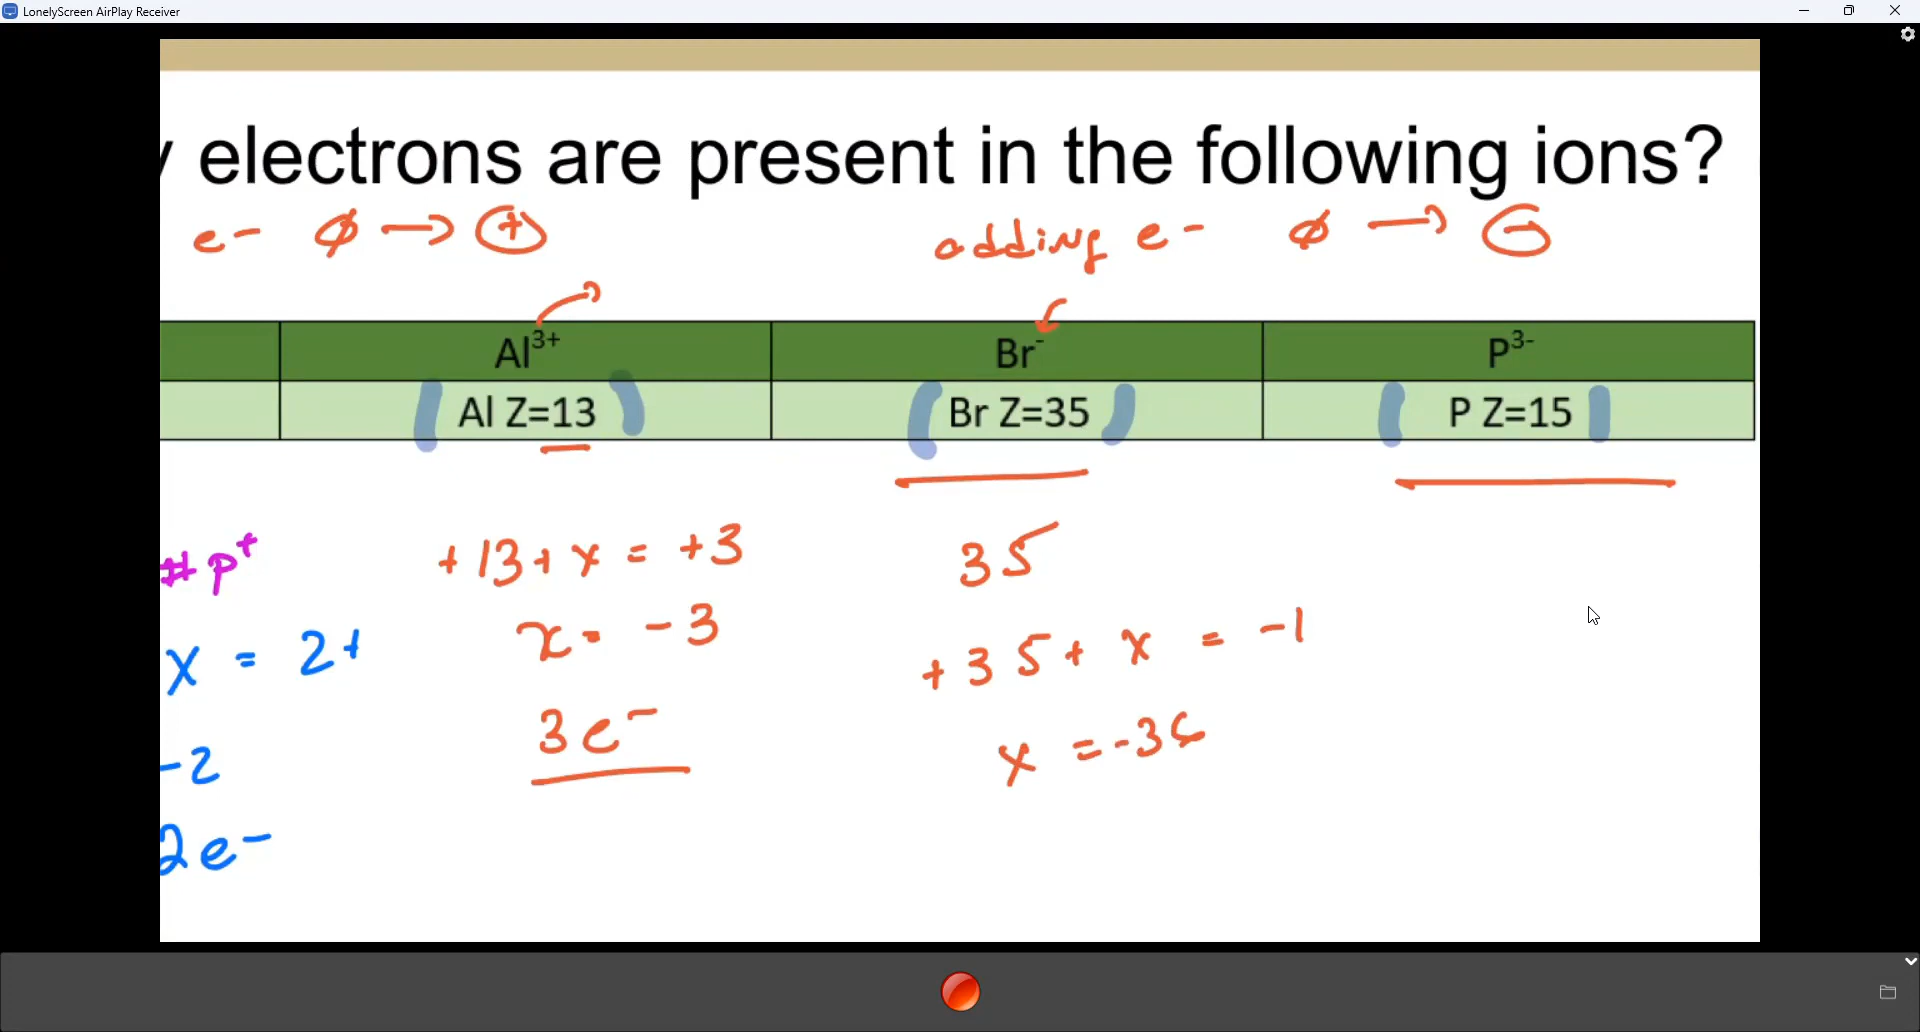 LonelyScreen AirPlay Receiver
electrons are present in the following ions?
e- ∅ → ⊕
adding e- ∅ → ⊖
Al³⁺ Br⁻ P³⁻
Al Z=13 Br Z=35 P Z=15
#p⁺
x = 2+
-2
2e⁻
+13+x = +3
x = -3
3e⁻
35
+35+ x = -1
x = -36